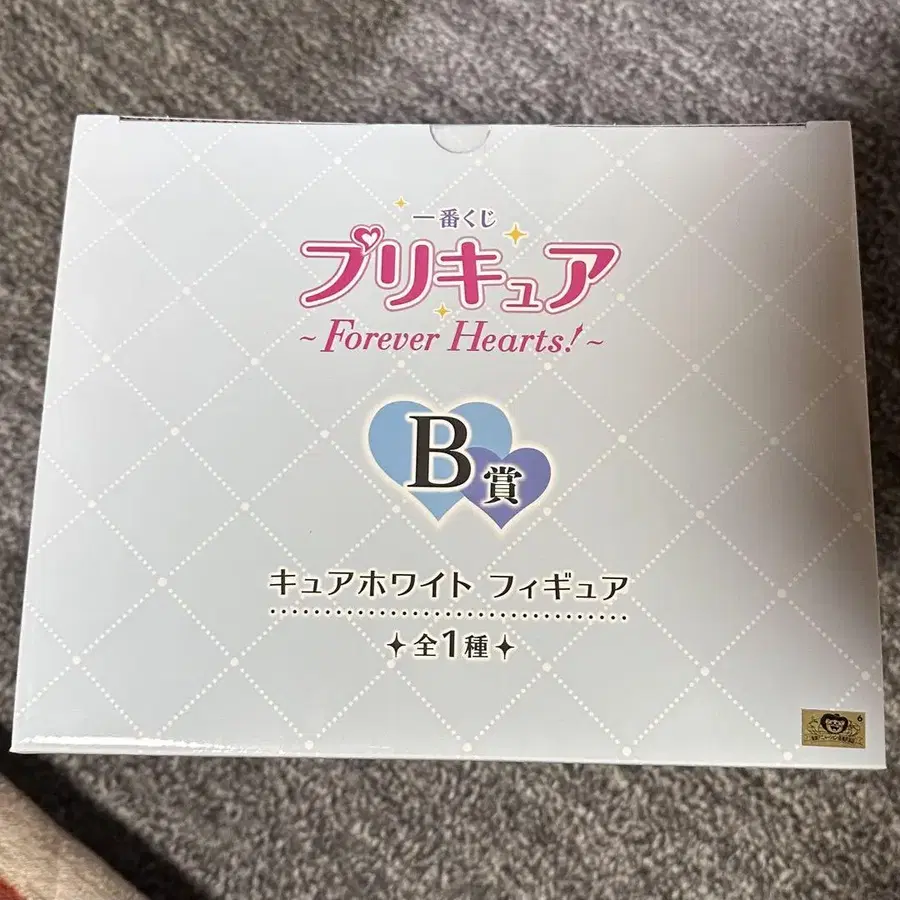 一番くじ
プリキュア
～Forever Hearts!～
B賞
キュアホワイト フィギュア
全1種